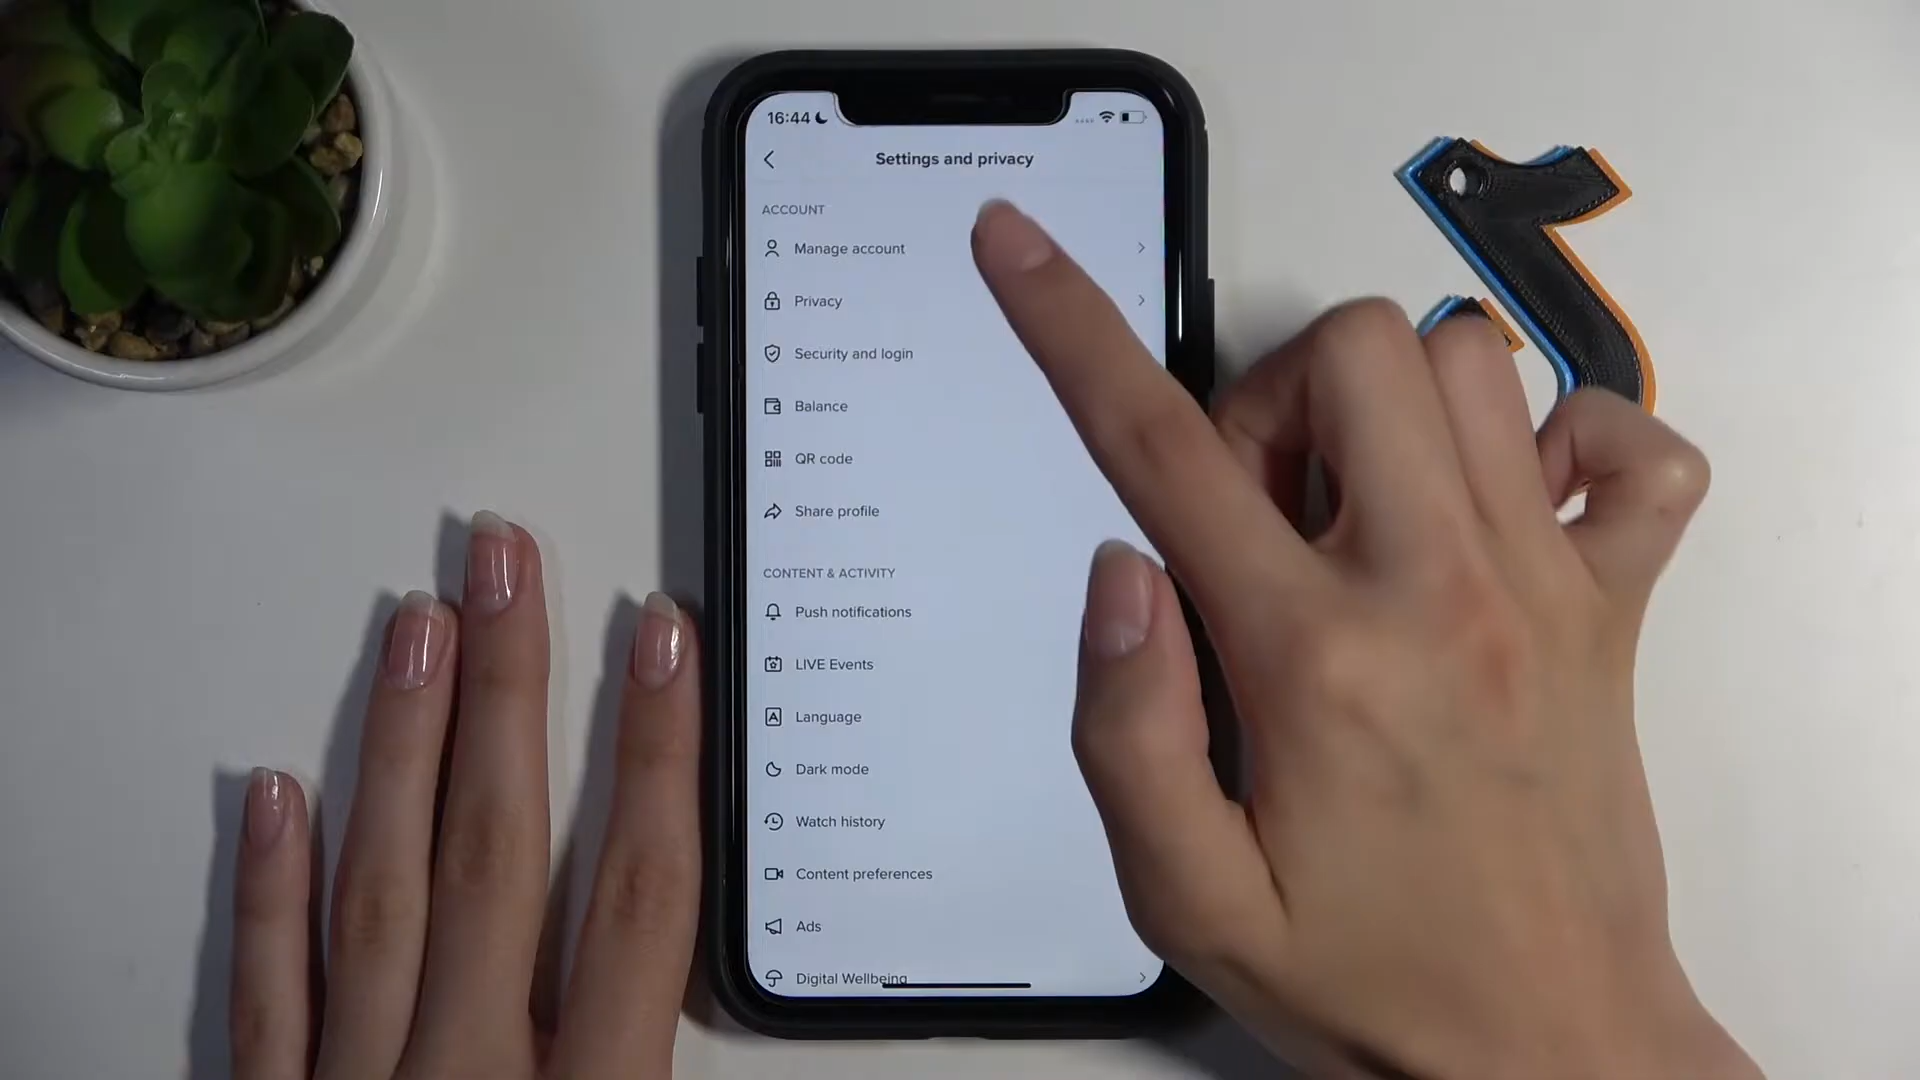 16:44
Settings and privacy
ACCOUNT
Manage account
Privacy
Security and login
Balance
QR code
Share profile
CONTENT & ACTIVITY
Push notifications
LIVE Events
Language
Dark mode
Watch history
Content preferences
Ads
Digital Wellbeing